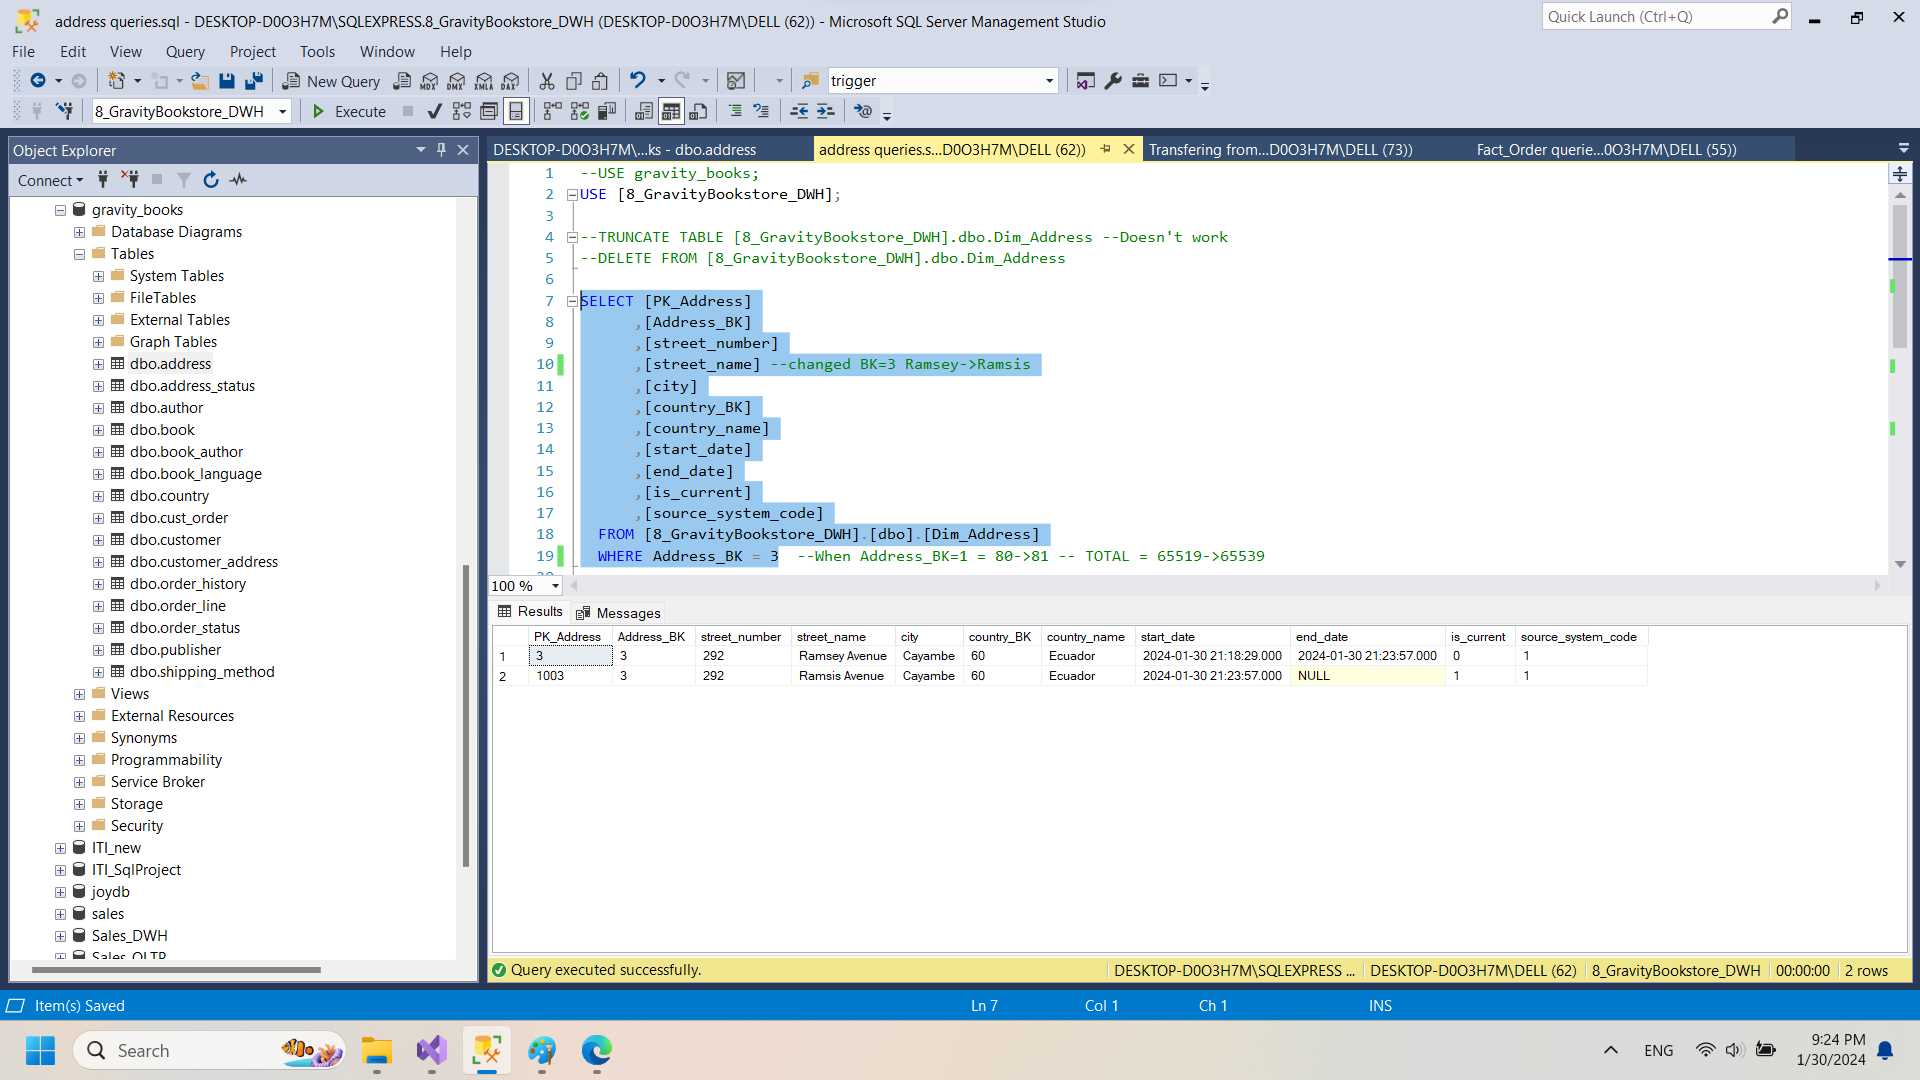 address queries.sql - DESKTOP-D0O3H7M\SQLEXPRESS.8_GravityBookstore_DWH (DESKTOP-D0O3H7M\DELL (62)) - Microsoft SQL Server Management Studio
Quick Launch (Ctrl+Q)
File Edit View Query Project Tools Window Help
New Query MDX DMX XMLA DAX trigger
8_GravityBookstore_DWH Execute
Object Explorer
Connect
gravity_books
Database Diagrams
Tables
System Tables
FileTables
External Tables
Graph Tables
dbo.address
dbo.address_status
dbo.author
dbo.book
dbo.book_author
dbo.book_language
dbo.country
dbo.cust_order
dbo.customer
dbo.customer_address
dbo.order_history
dbo.order_line
dbo.order_status
dbo.publisher
dbo.shipping_method
Views
External Resources
Synonyms
Programmability
Service Broker
Storage
Security
ITI_new
ITI_SqlProject
joydb
sales
Sales_DWH
Sales_OLTP
DESKTOP-D0O3H7M\...ks - dbo.address address queries.s...D0O3H7M\DELL (62)) Transfering from...D0O3H7M\DELL (73)) Fact_Order querie...0O3H7M\DELL (55))
1 --USE gravity_books;
2 USE [8_GravityBookstore_DWH];
3
4 --TRUNCATE TABLE [8_GravityBookstore_DWH].dbo.Dim_Address --Doesn't work
5 --DELETE FROM [8_GravityBookstore_DWH].dbo.Dim_Address
6
7 SELECT [PK_Address]
8 ,[Address_BK]
9 ,[street_number]
10 ,[street_name] --changed BK=3 Ramsey->Ramsis
11 ,[city]
12 ,[country_BK]
13 ,[country_name]
14 ,[start_date]
15 ,[end_date]
16 ,[is_current]
17 ,[source_system_code]
18 FROM [8_GravityBookstore_DWH].[dbo].[Dim_Address]
19 WHERE Address_BK = 3 --When Address_BK=1 = 80->81 -- TOTAL = 65519->65539
100 %
Results Messages
PK_Address Address_BK street_number street_name city country_BK country_name start_date end_date is_current source_system_code
1 3 3 292 Ramsey Avenue Cayambe 60 Ecuador 2024-01-30 21:18:29.000 2024-01-30 21:23:57.000 0 1
2 1003 3 292 Ramsis Avenue Cayambe 60 Ecuador 2024-01-30 21:23:57.000 NULL 1 1
Query executed successfully. DESKTOP-D0O3H7M\SQLEXPRESS ... DESKTOP-D0O3H7M\DELL (62) 8_GravityBookstore_DWH 00:00:00 2 rows
Item(s) Saved Ln 7 Col 1 Ch 1 INS
Search ENG 9:24 PM
1/30/2024